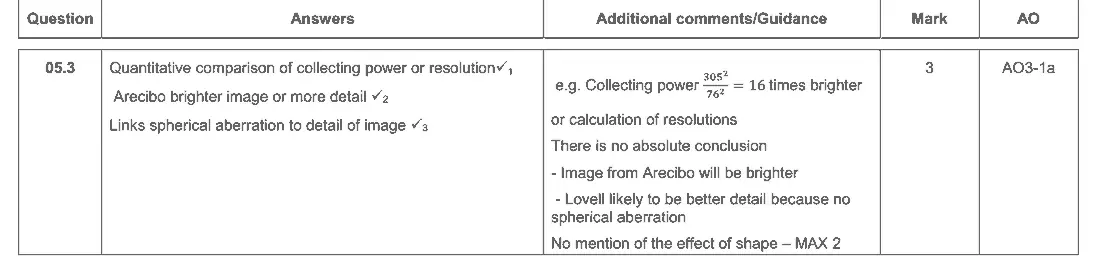 Question Answers Additional comments/Guidance Mark AO
05.3 Quantitative comparison of collecting power or resolution✓₁ 3 AO3-1a
e.g. Collecting power 305²/76² = 16 times brighter
Arecibo brighter image or more detail ✓₂
or calculation of resolutions
Links spherical aberration to detail of image ✓₃
There is no absolute conclusion
- Image from Arecibo will be brighter
- Lovell likely to be better detail because no
spherical aberration
No mention of the effect of shape – MAX 2